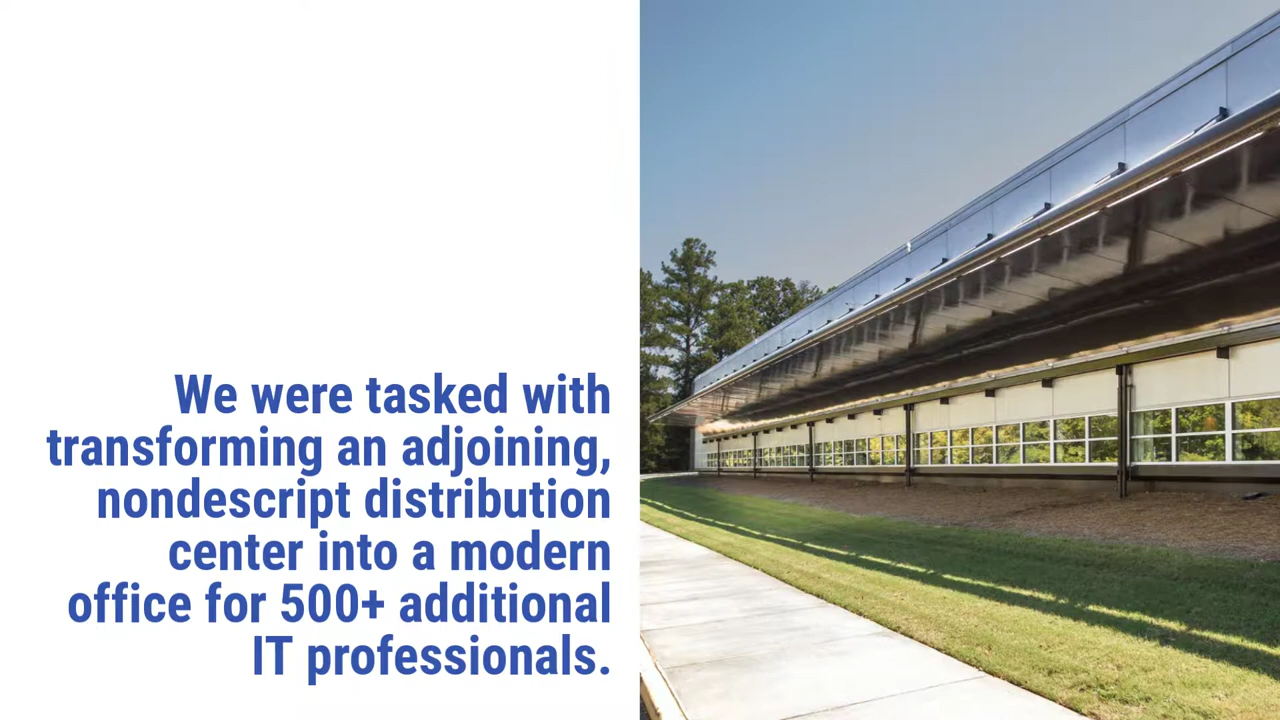 We were tasked with
transforming an adjoining,
nondescript distribution
center into a modern
office for 500+ additional
IT professionals.